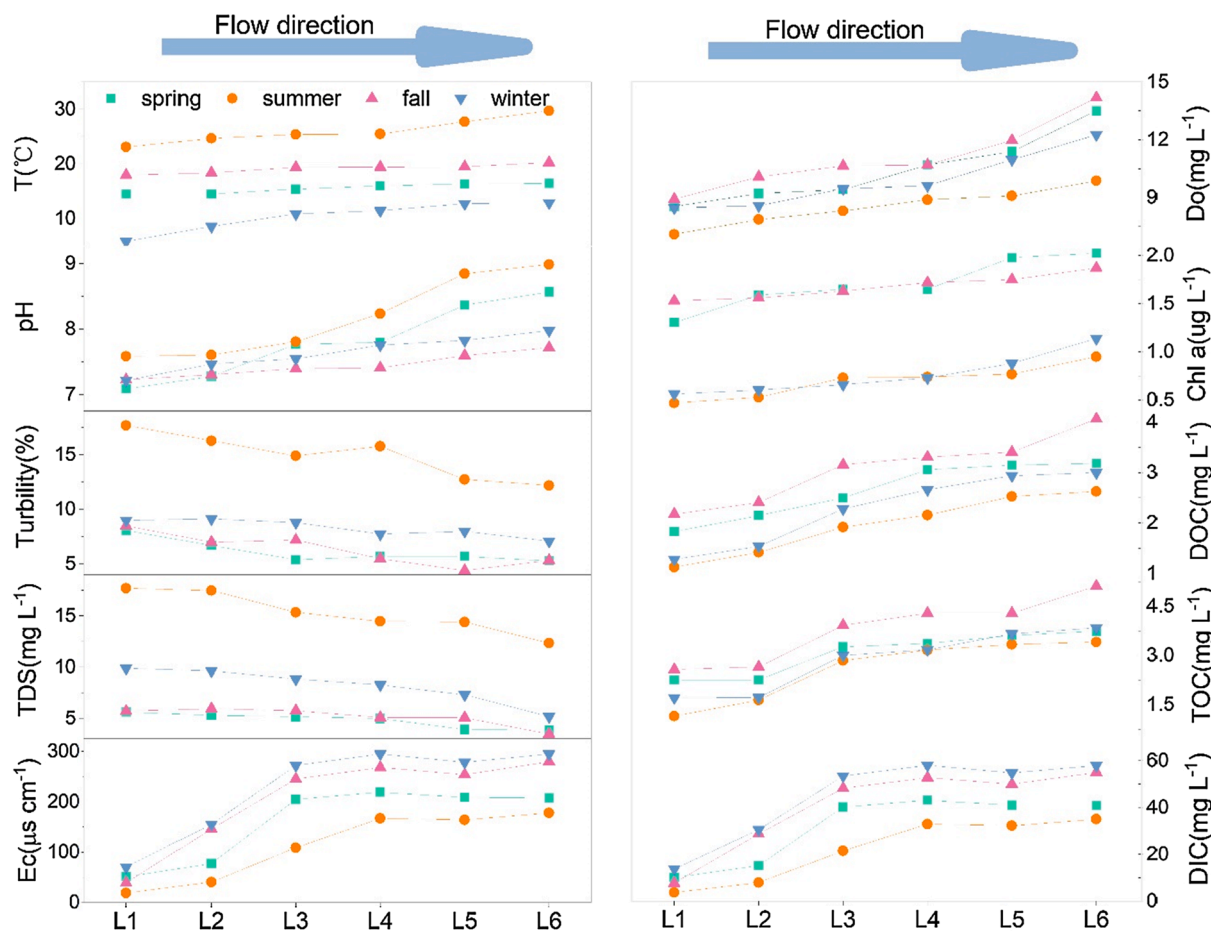 Flow direction
Flow direction
spring summer fall winter
30
20
10
T(℃)
9
8
7
pH
15
10
5
Turbility(%)
15
10
5
TDS(mg L-1)
300
200
100
0
Ec(μs cm-1)
L1 L2 L3 L4 L5 L6
15
12
9
Do(mg L-1)
2.0
1.5
1.0
0.5
Chl a(ug L-1)
4
3
2
1
DOC(mg L-1)
4.5
3.0
1.5
TOC(mg L-1)
60
40
20
0
DIC(mg L-1)
L1 L2 L3 L4 L5 L6